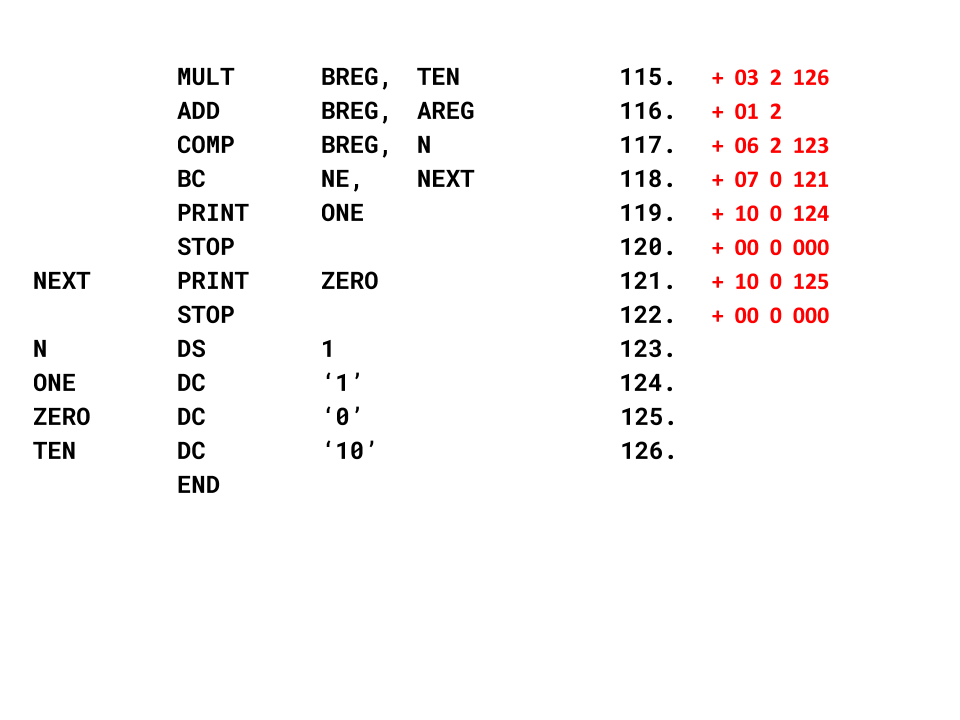 MULT BREG, TEN 115. + 03 2 126
ADD BREG, AREG 116. + 01 2
COMP BREG, N 117. + 06 2 123
BC NE, NEXT 118. + 07 0 121
PRINT ONE 119. + 10 0 124
STOP 120. + 00 0 000
NEXT PRINT ZERO 121. + 10 0 125
STOP 122. + 00 0 000
N DS 1 123.
ONE DC ‘1’ 124.
ZERO DC ‘0’ 125.
TEN DC ‘10’ 126.
END